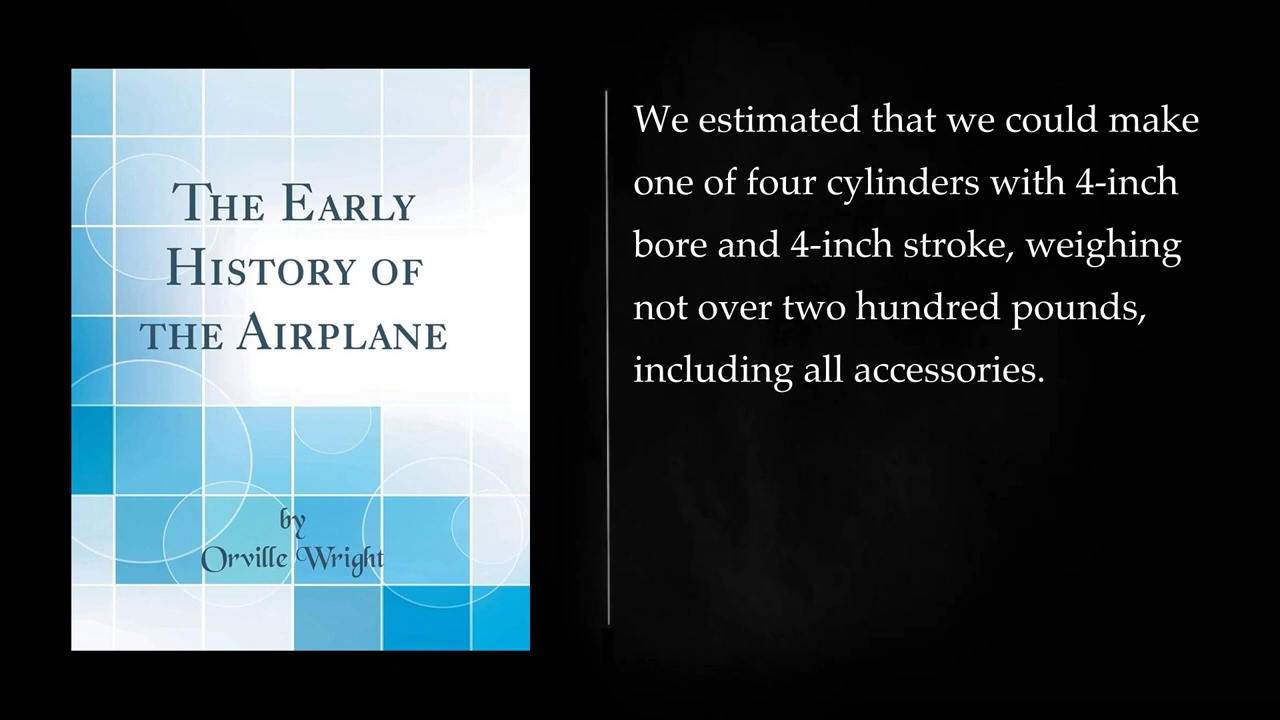 The Early
History of
the Airplane
by
Orville Wright
We estimated that we could make
one of four cylinders with 4-inch
bore and 4-inch stroke, weighing
not over two hundred pounds,
including all accessories.